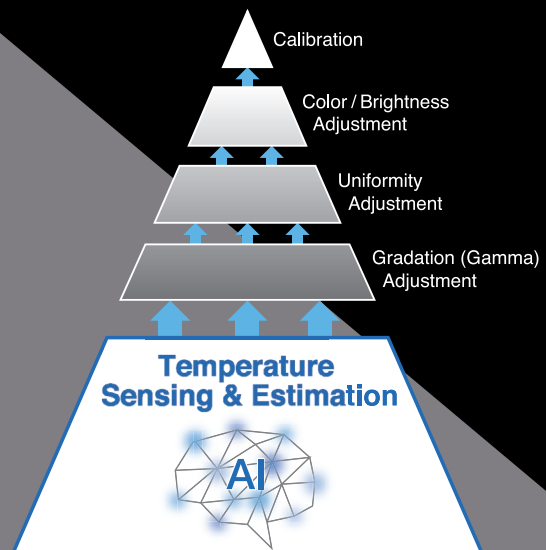 Calibration
Color / Brightness
Adjustment
Uniformity
Adjustment
Gradation (Gamma)
Adjustment
Temperature
Sensing & Estimation
AI